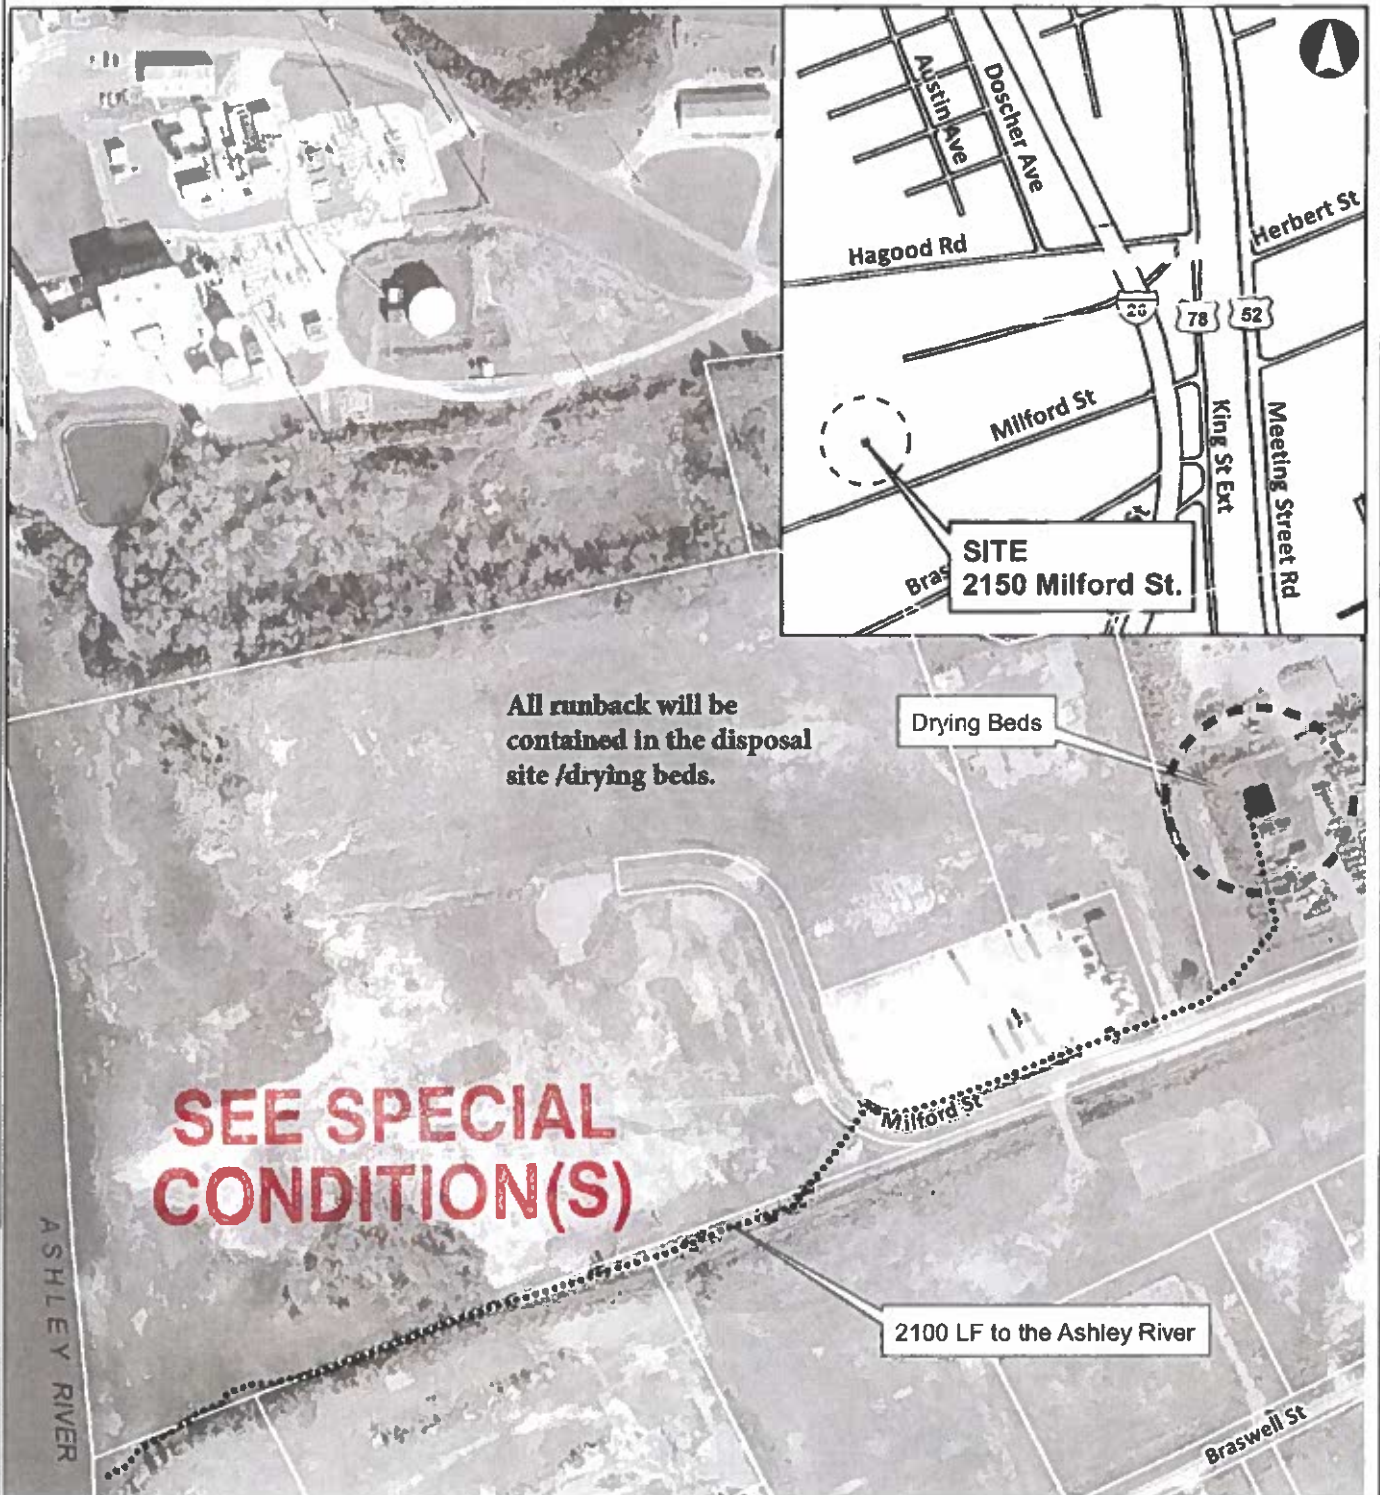 Austin Ave
Doscher Ave
Hagood Rd
Herbert St
26
78
52
Milford St
King St Ext
Meeting Street Rd
SITE
2150 Milford St.
All runback will be
contained in the disposal
site /drying beds.
Drying Beds
SEE SPECIAL
CONDITION(S)
Milford St
2100 LF to the Ashley River
ASHLEY RIVER
Braswell St